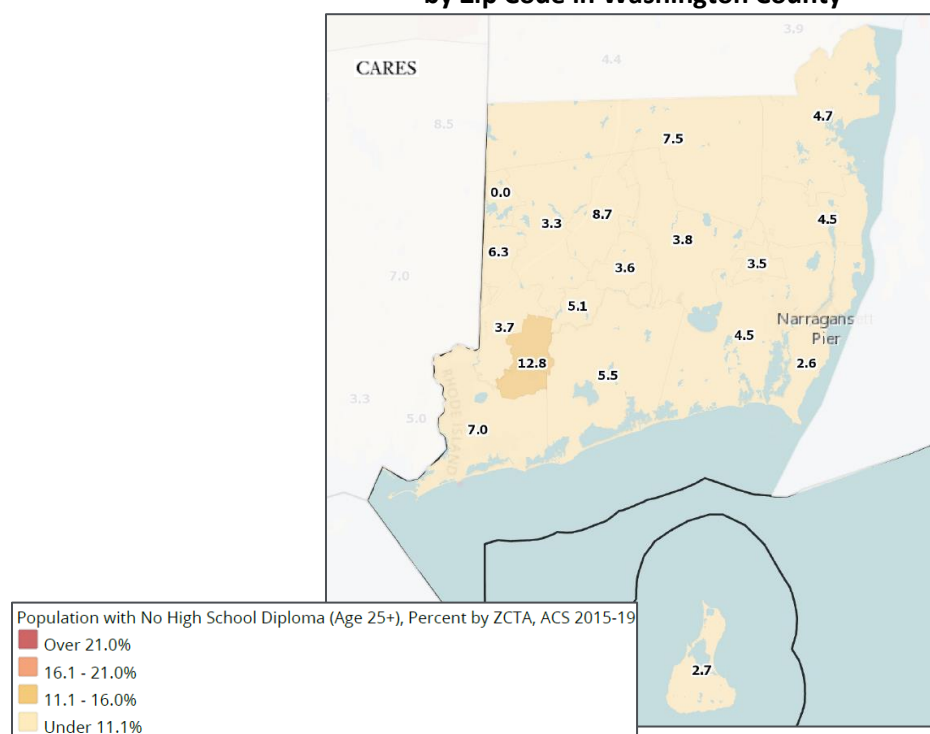 by Zip Code in Washington County
3.9
4.4
CARES
4.7
8.5
7.5
0.0
8.7
3.3
4.5
3.8
6.3
3.5
3.6
7.0
5.1
Narragansett
Pier
3.7
4.5
12.8
2.6
5.5
3.3
5.0
7.0
RHODE ISLAND
Population with No High School Diploma (Age 25+), Percent by ZCTA, ACS 2015-19
Over 21.0%
16.1 - 21.0%
11.1 - 16.0%
Under 11.1%
2.7